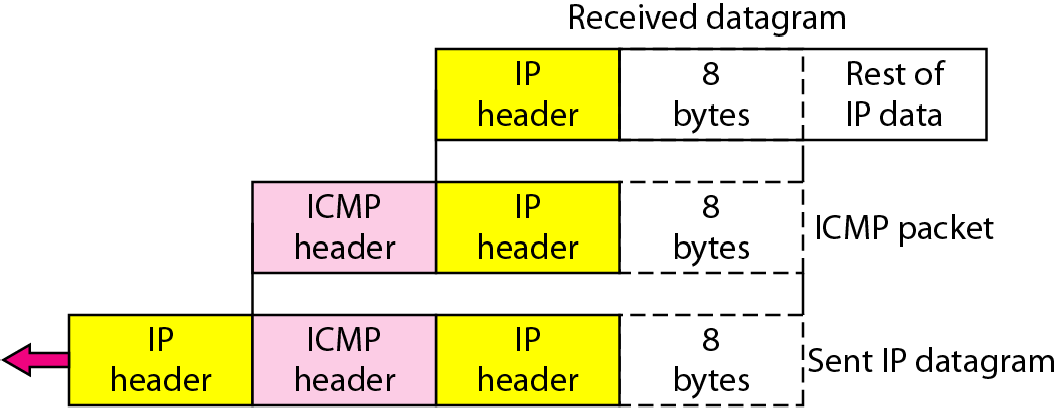 Received datagram
IP header
8 bytes
Rest of IP data
ICMP header
IP header
8 bytes
ICMP packet
IP header
ICMP header
IP header
8 bytes
Sent IP datagram